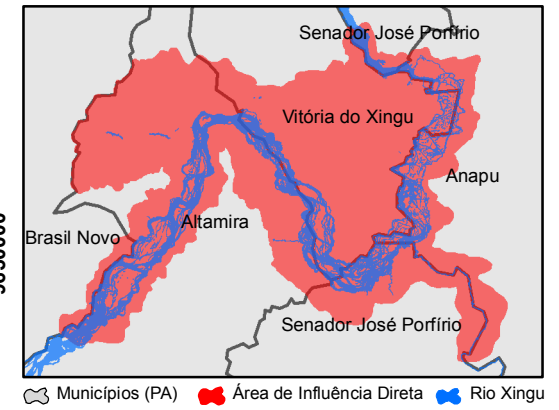 Senador José Porfírio
Vitória do Xingu
Anapu
Altamira
Brasil Novo
Senador José Porfírio
Municípios (PA) Área de Influência Direta Rio Xingu